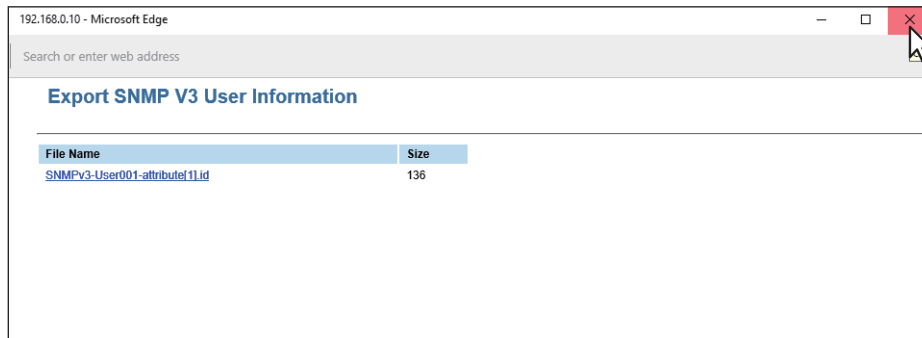 192.168.0.10 - Microsoft Edge
Search or enter web address
Export SNMP V3 User Information
File Name Size
SNMPv3-User001-attribute[1].id 136